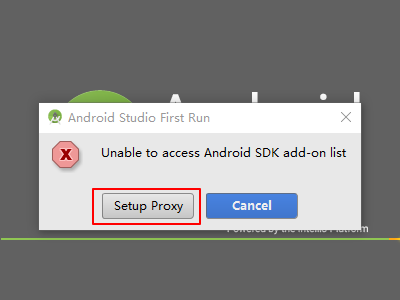 Android Studio First Run
Unable to access Android SDK add-on list
Setup Proxy
Cancel
Powered by the IntelliJ Platform